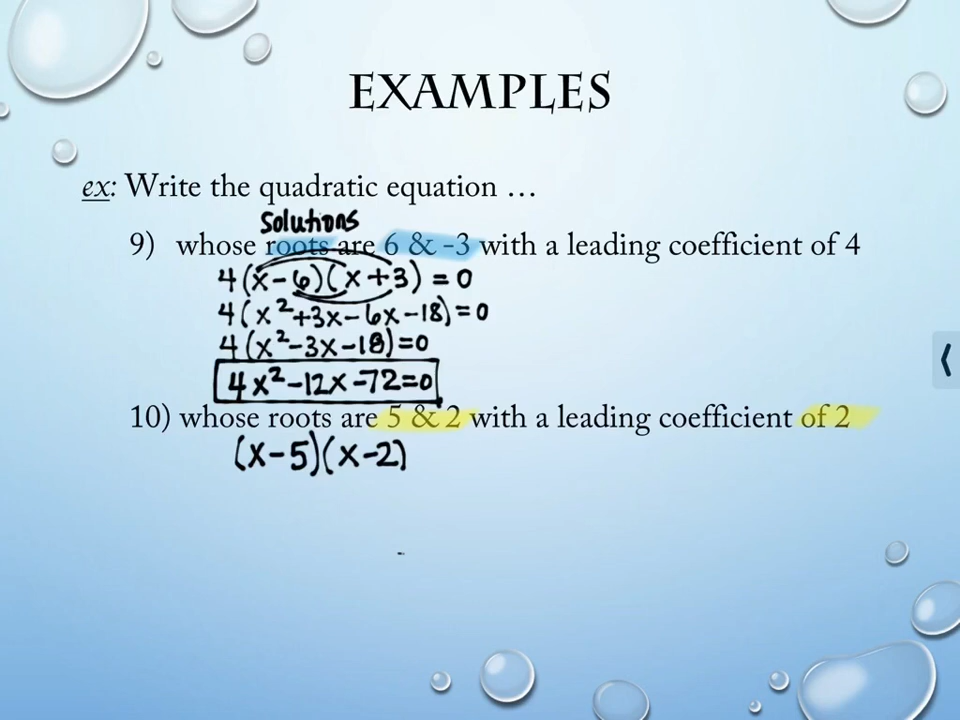 EXAMPLES
ex: Write the quadratic equation …
Solutions
9) whose roots are 6 & -3 with a leading coefficient of 4
4(x-6)(x+3)=0
4(x²+3x-6x-18)=0
4(x²-3x-18)=0
4x²-12x-72=0
10) whose roots are 5 & 2 with a leading coefficient of 2
(x-5)(x-2)